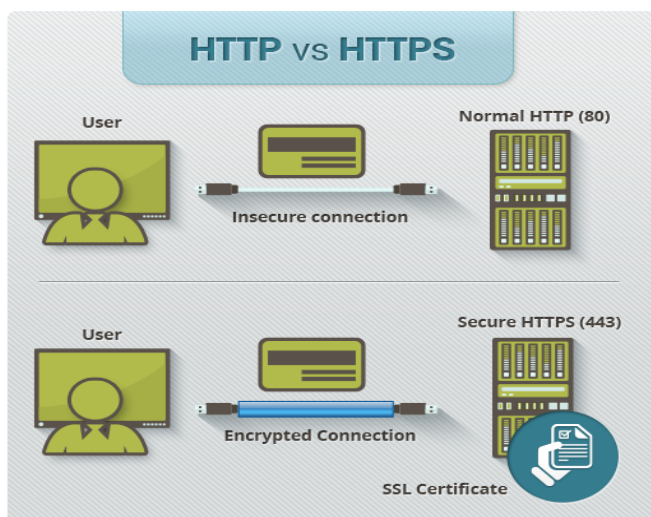 HTTP vs HTTPS
User
Normal HTTP (80)
Insecure connection
User
Secure HTTPS (443)
Encrypted Connection
SSL Certificate